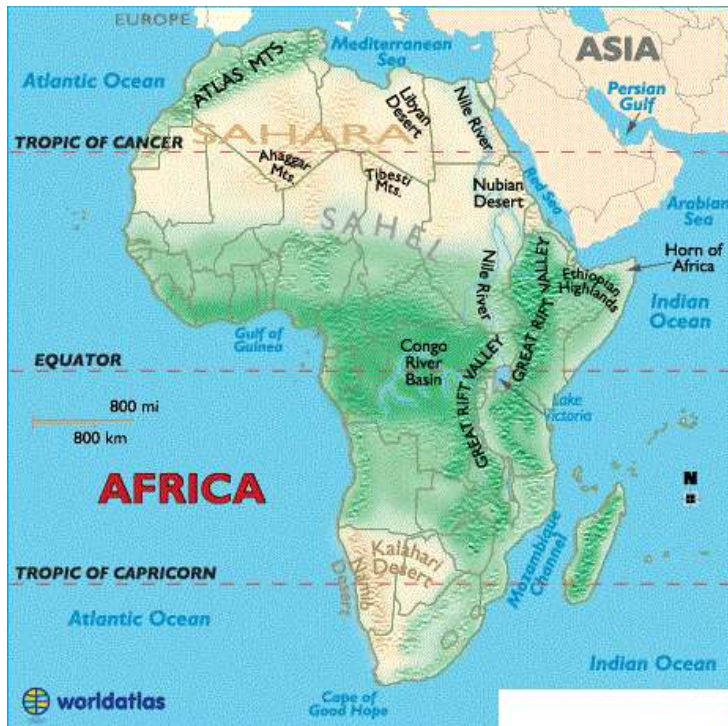 EUROPE
Mediterranean
Sea
ASIA
Atlantic Ocean
ATLAS MTS.
Persian
Gulf
Libyan
Desert
Nile River
SAHARA
TROPIC OF CANCER
Ahaggar
Mts.
Tibesti
Mts.
Nubian
Desert
Red Sea
Arabian
Sea
SAHEL
Nile River
GREAT RIFT VALLEY
Ethiopian
Highlands
Horn of
Africa
Indian
Ocean
Gulf of
Guinea
EQUATOR
Congo
River
Basin
GREAT RIFT VALLEY
Lake
Victoria
800 mi
800 km
AFRICA
N
Mozambique
Channel
TROPIC OF CAPRICORN
Namib
Desert
Kalahari
Desert
Atlantic Ocean
Indian Ocean
worldatlas
Cape of
Good Hope